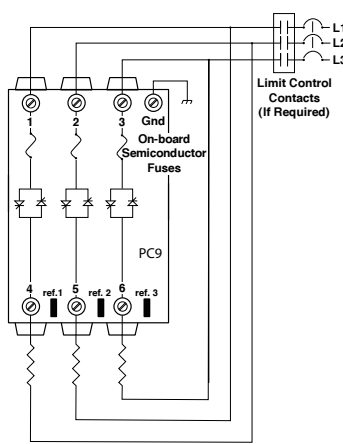 L1
L2
L3
Limit Control
Contacts
(If Required)
1 2 3 Gnd
On-board
Semiconductor
Fuses
PC9
4 ref.1 5 ref. 2 6 ref. 3